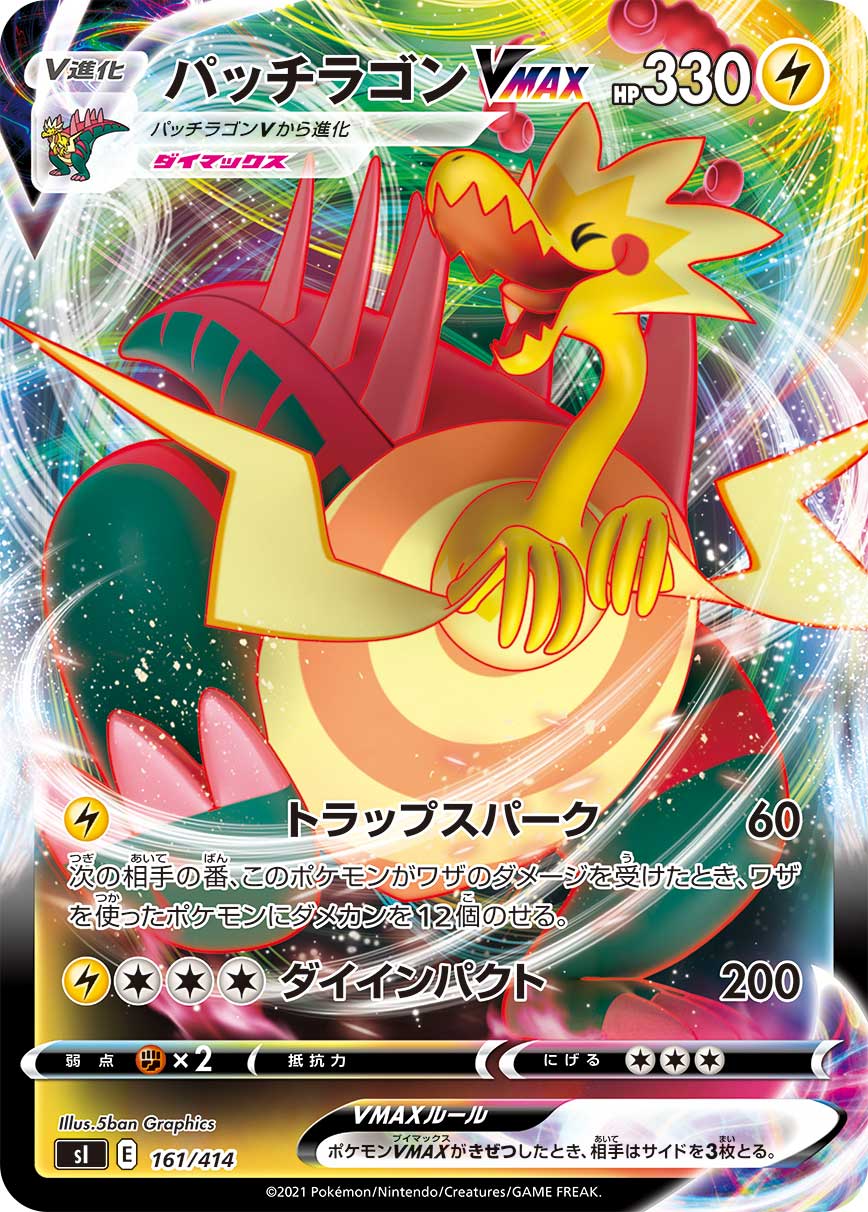 V進化
パッチラゴンVMAX HP330
パッチラゴンVから進化
ダイマックス
トラップスパーク 60
次の相手の番、このポケモンがワザのダメージを受けたとき、ワザ
を使ったポケモンにダメカンを12個のせる。
ダイインパクト 200
弱点 ×2 抵抗力 にげる
Illus.5ban Graphics
VMAXルール
sI E 161/414
ポケモンVMAXがきぜつしたとき、相手はサイドを3枚とる。
©2021 Pokémon/Nintendo/Creatures/GAME FREAK.